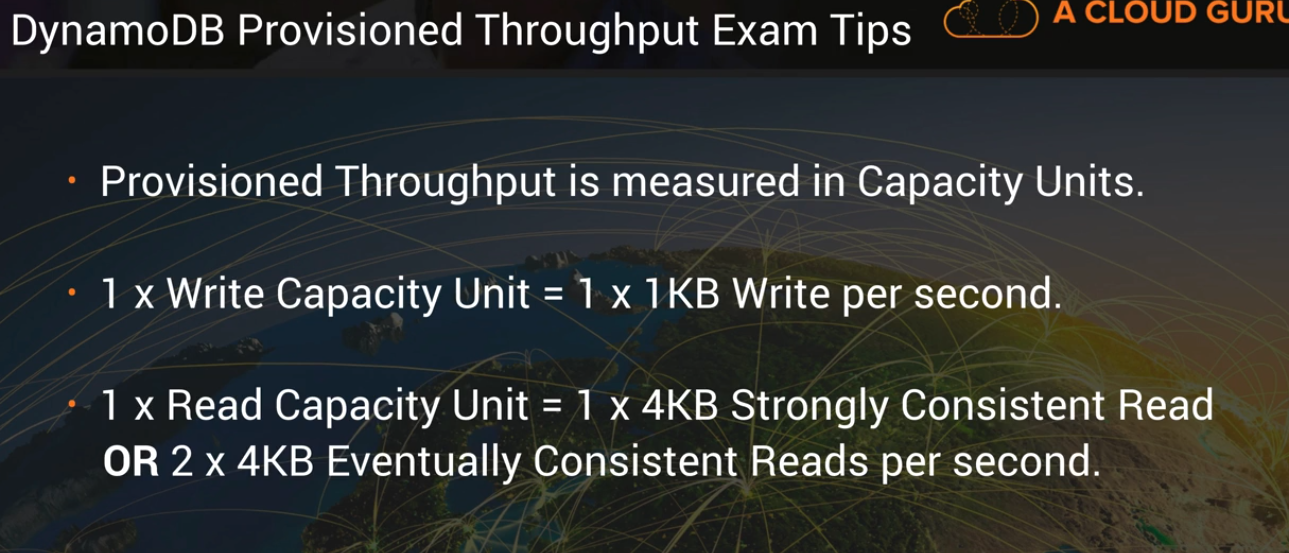 DynamoDB Provisioned Throughput Exam Tips
A CLOUD GURU
• Provisioned Throughput is measured in Capacity Units.
• 1 x Write Capacity Unit = 1 x 1KB Write per second.
• 1 x Read Capacity Unit = 1 x 4KB Strongly Consistent Read
OR 2 x 4KB Eventually Consistent Reads per second.